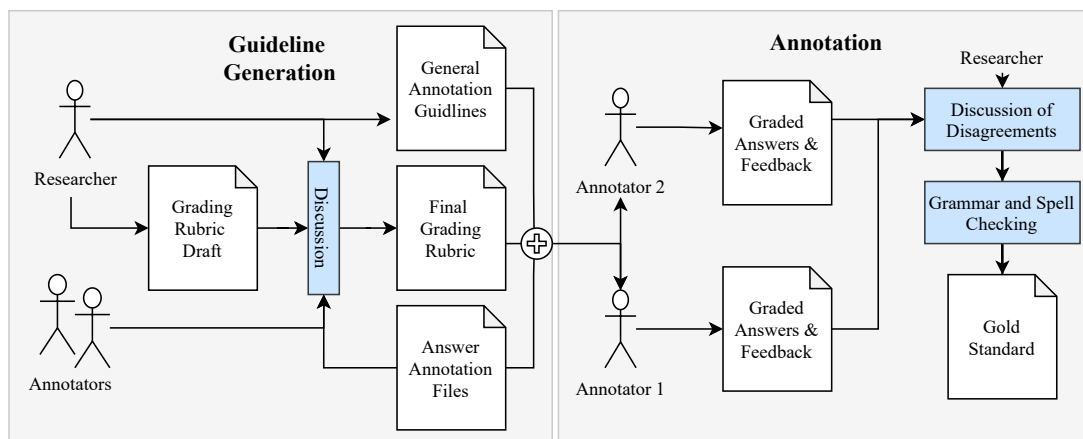 Guideline
Generation
Researcher
General
Annotation
Guidlines
Grading
Rubric
Draft
Discussion
Final
Grading
Rubric
Annotators
Answer
Annotation
Files
Annotation
Annotator 2
Graded
Answers &
Feedback
Annotator 1
Graded
Answers &
Feedback
Researcher
Discussion of
Disagreements
Grammar and Spell
Checking
Gold
Standard